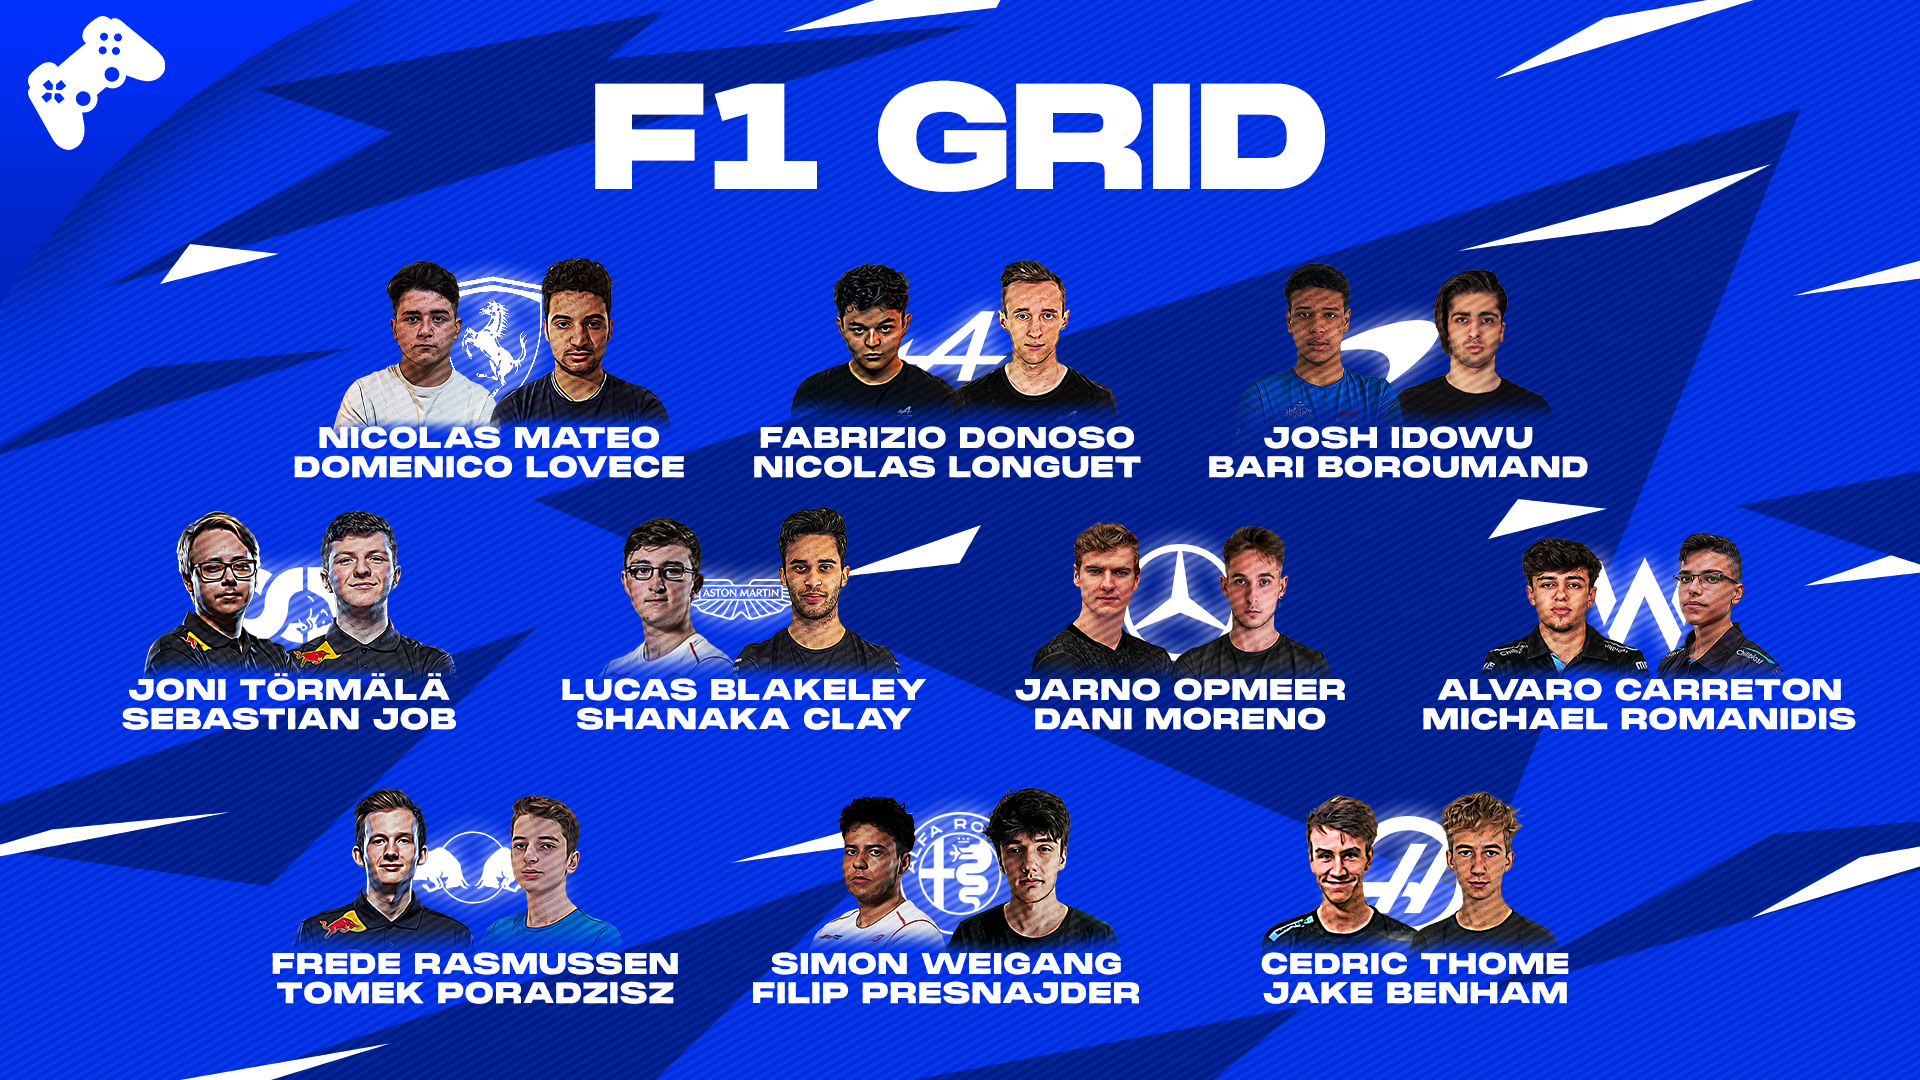 F1 GRID
NICOLAS MATEO
DOMENICO LOVECE
FABRIZIO DONOSO
NICOLAS LONGUET
JOSH IDOWU
BARI BOROUMAND
JONI TÖRMÄLÄ
SEBASTIAN JOB
ASTON MARTIN
LUCAS BLAKELEY
SHANAKA CLAY
JARNO OPMEER
DANI MORENO
ALVARO CARRETON
MICHAEL ROMANIDIS
FREDE RASMUSSEN
TOMEK PORADZISZ
ALFA RO
SIMON WEIGANG
FILIP PRESNAJDER
CEDRIC THOME
JAKE BENHAM